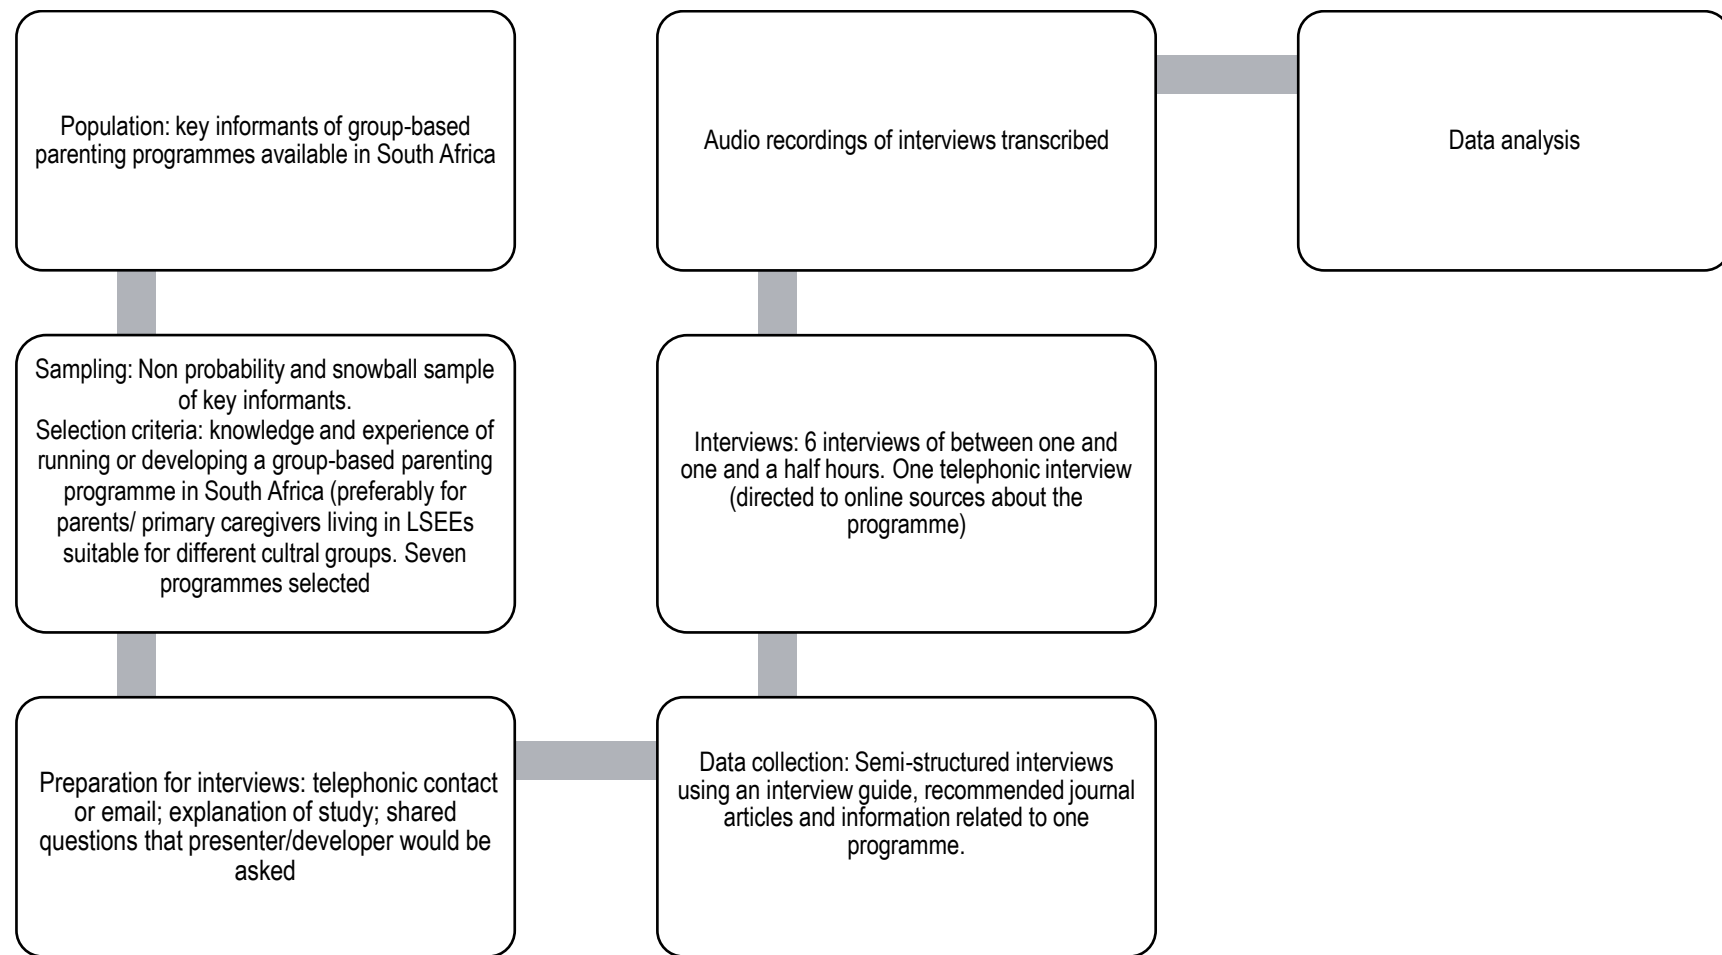 Population: key informants of group-based
parenting programmes available in South Africa
Sampling: Non probability and snowball sample
of key informants.
Selection criteria: knowledge and experience of
running or developing a group-based parenting
programme in South Africa (preferably for
parents/ primary caregivers living in LSEEs
suitable for different cultral groups. Seven
programmes selected
Preparation for interviews: telephonic contact
or email; explanation of study; shared
questions that presenter/developer would be
asked
Data collection: Semi-structured interviews
using an interview guide, recommended journal
articles and information related to one
programme.
Interviews: 6 interviews of between one and
one and a half hours. One telephonic interview
(directed to online sources about the
programme)
Audio recordings of interviews transcribed
Data analysis